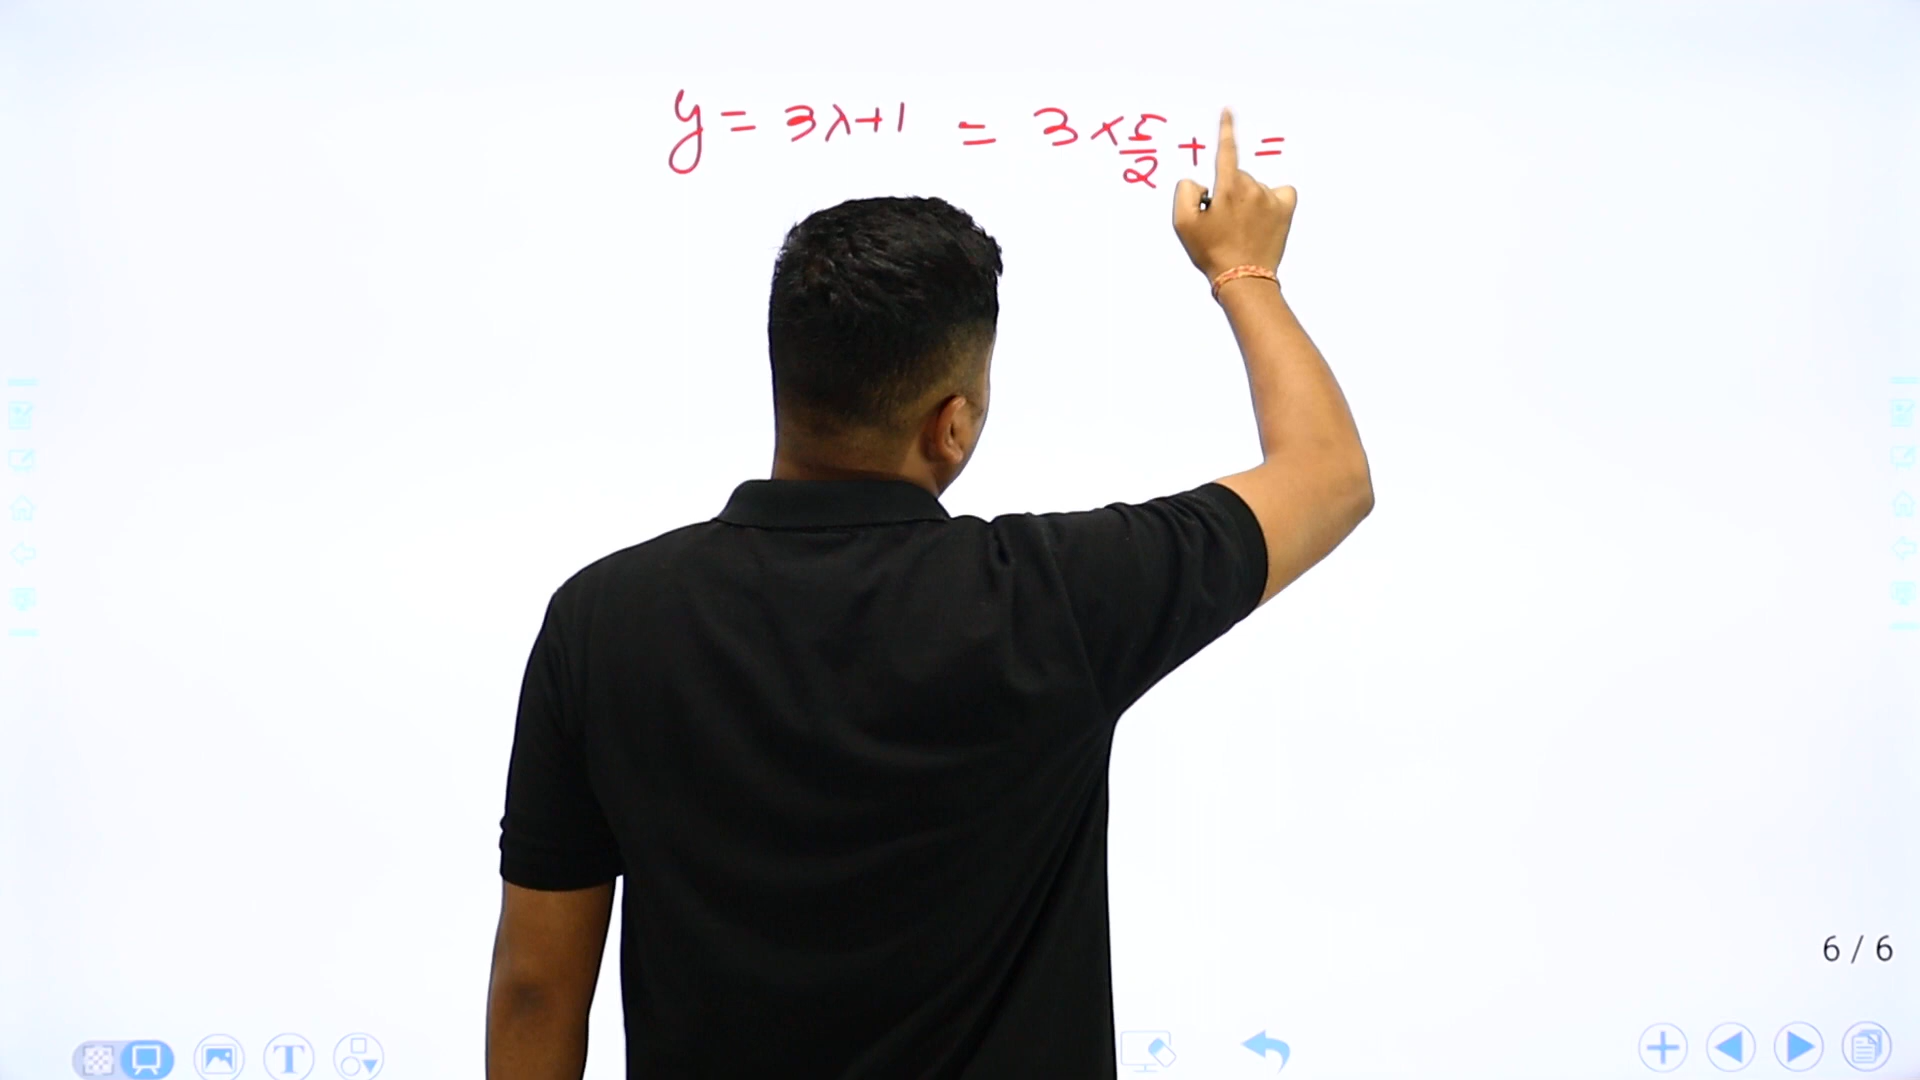 y = 3λ+1 = 3 × 5/2 + =
6 / 6
T